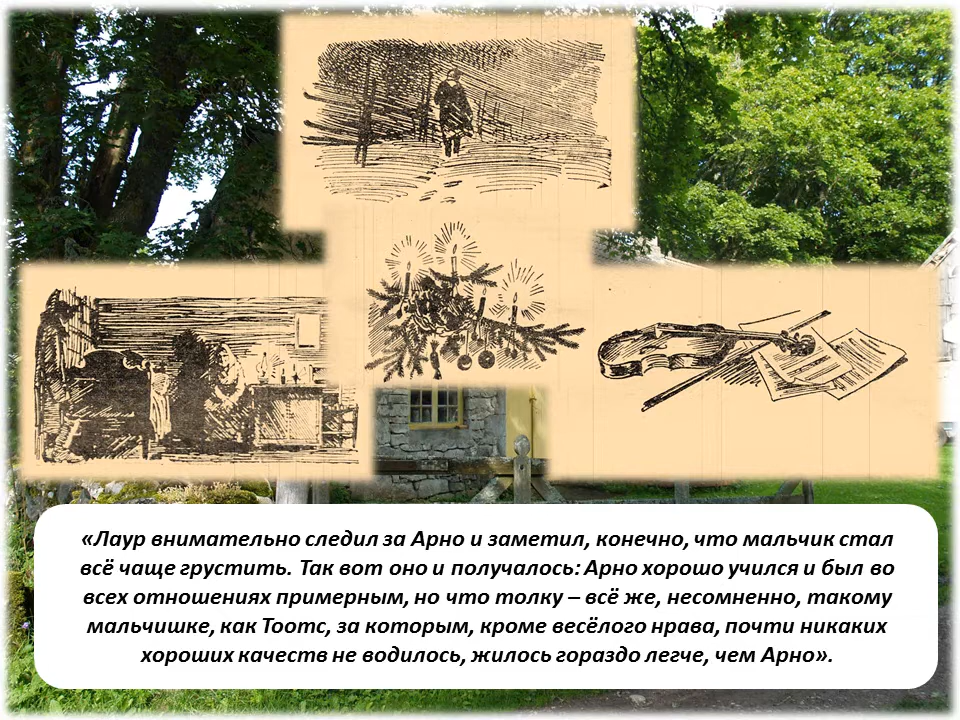 «Лаур внимательно следил за Арно и заметил, конечно, что мальчик стал
всё чаще грустить. Так вот оно и получалось: Арно хорошо учился и был во
всех отношениях примерным, но что толку – всё же, несомненно, такому
мальчишке, как Тоотс, за которым, кроме весёлого нрава, почти никаких
хороших качеств не водилось, жилось гораздо легче, чем Арно».